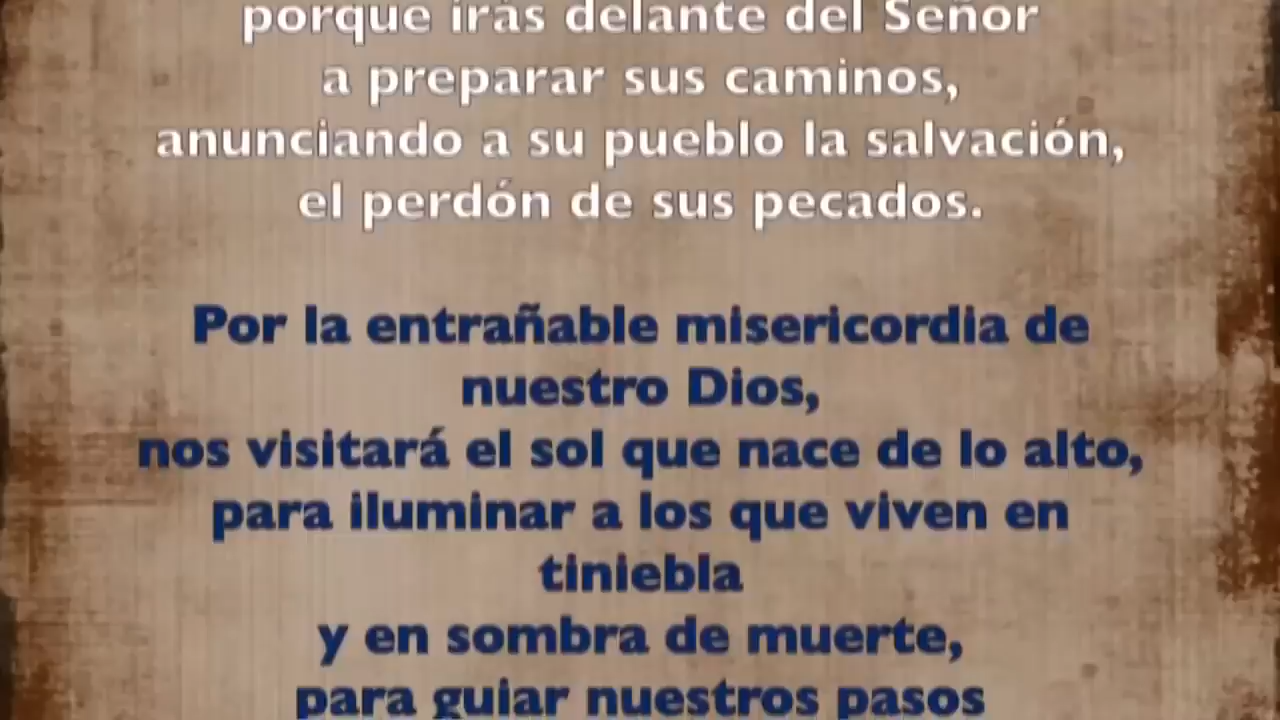 porque irás delante del Señor
a preparar sus caminos,
anunciando a su pueblo la salvación,
el perdón de sus pecados.
Por la entrañable misericordia de
nuestro Dios,
nos visitará el sol que nace de lo alto,
para iluminar a los que viven en
tiniebla
y en sombra de muerte,
para guiar nuestros pasos